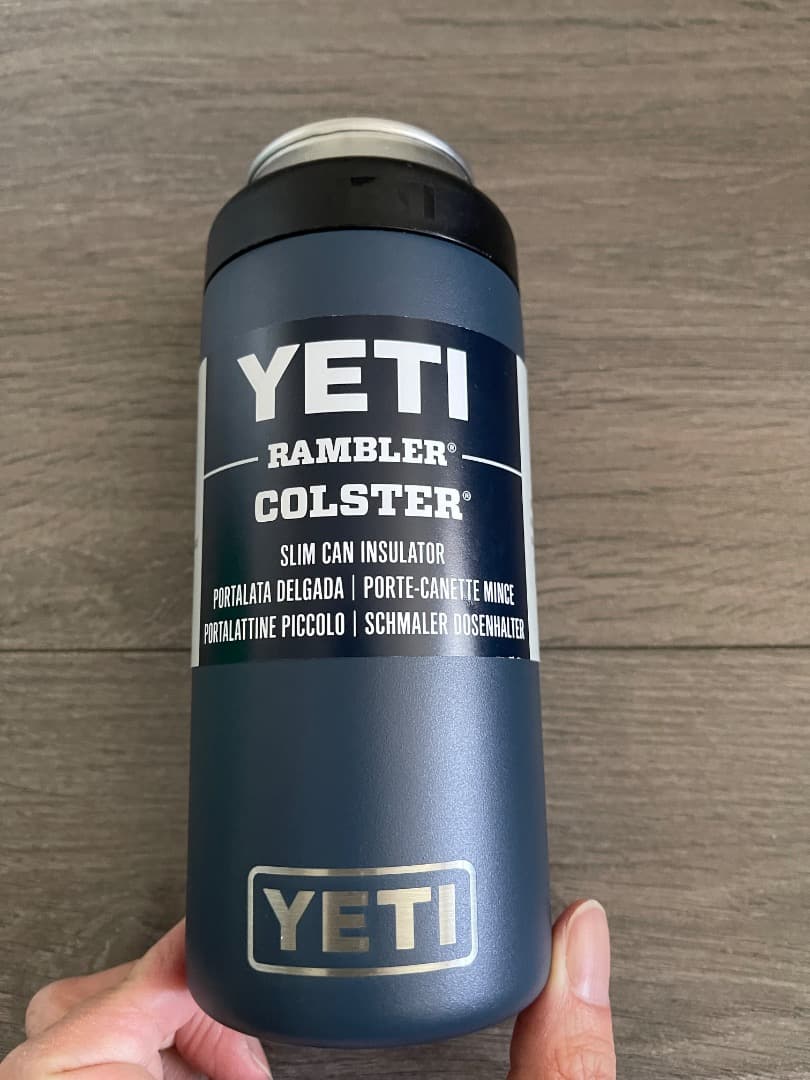 YETI
RAMBLER®
COLSTER®
SLIM CAN INSULATOR
PORTALATA DELGADA | PORTE-CANETTE MINCE
PORTALATTINE PICCOLO | SCHMALER DOSENHALTER
YETI